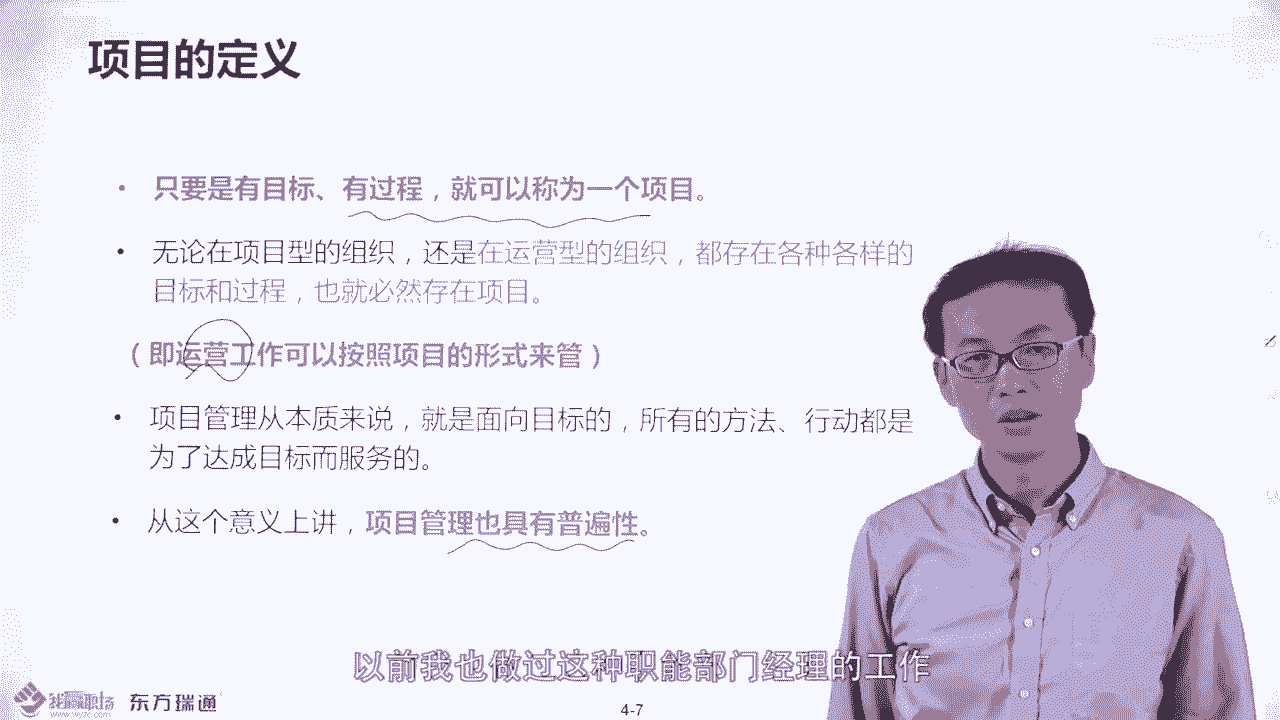 项目的定义
• 只要是有目标、有过程，就可以称为一个项目。
• 无论在项目型的组织，还是在运营型的组织，都存在各种各样的
目标和过程，也就必然存在项目。
（即运营工作可以按照项目的形式来管）
• 项目管理从本质来说，就是面向目标的，所有的方法、行动都是
为了达成目标而服务的。
• 从这个意义上讲，项目管理也具有普遍性。
以前我也做过这种职能部门经理的工作
我赢职场
www.wyzc.com
东方瑞通
4-7